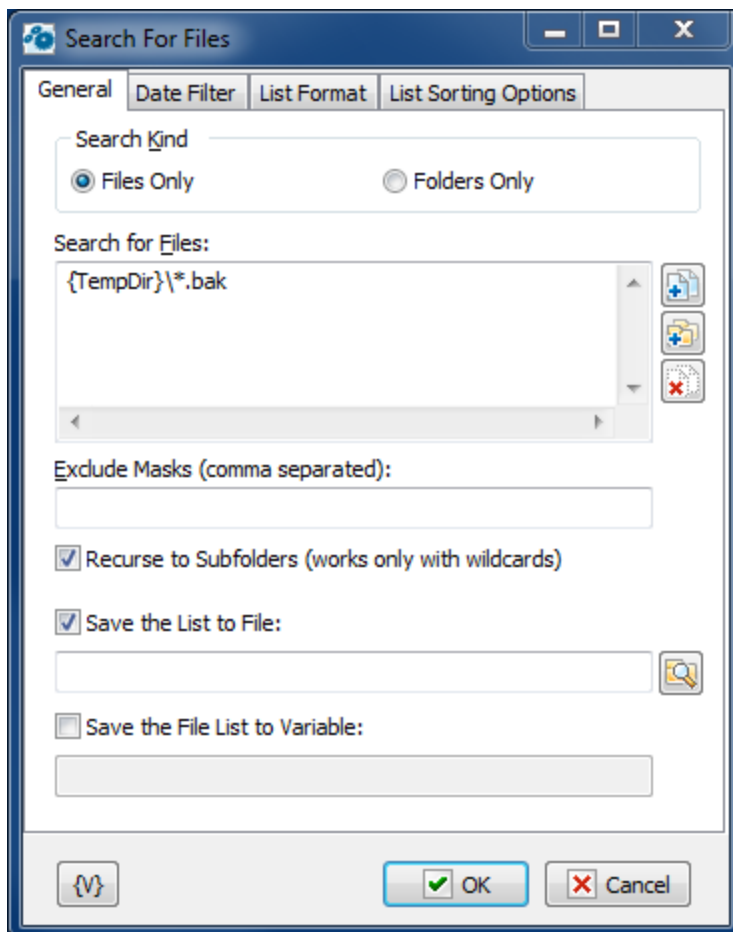 Search For Files
General Date Filter List Format List Sorting Options
Search Kind
Files Only Folders Only
Search for Files:
{TempDir}\*.bak
Exclude Masks (comma separated):
Recurse to Subfolders (works only with wildcards)
Save the List to File:
Save the File List to Variable:
{V} OK Cancel